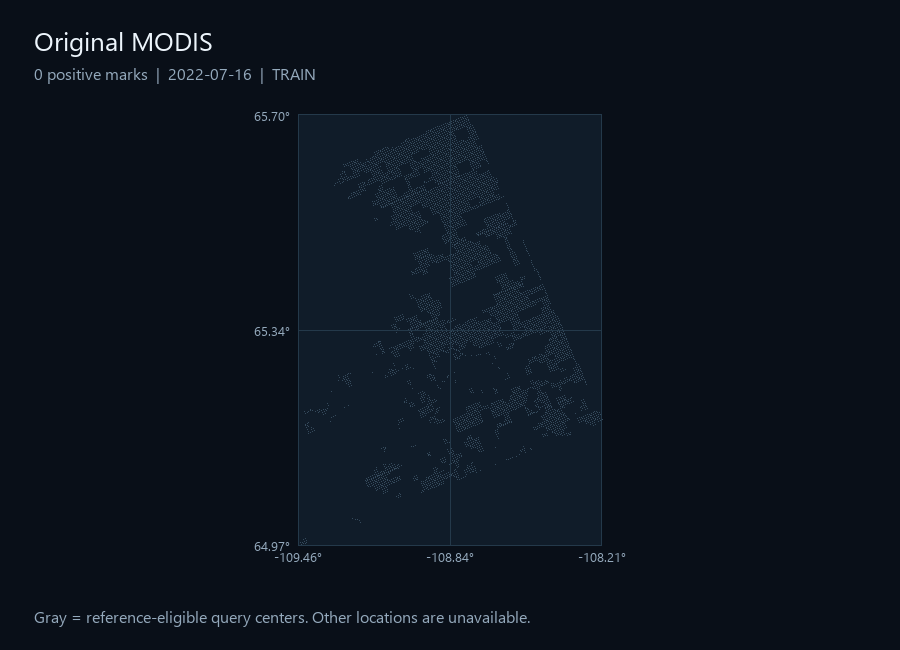 Original MODIS
0 positive marks | 2022-07-16 | TRAIN
65.70°
65.34°
64.97°
-109.46° -108.84° -108.21°
Gray = reference-eligible query centers. Other locations are unavailable.